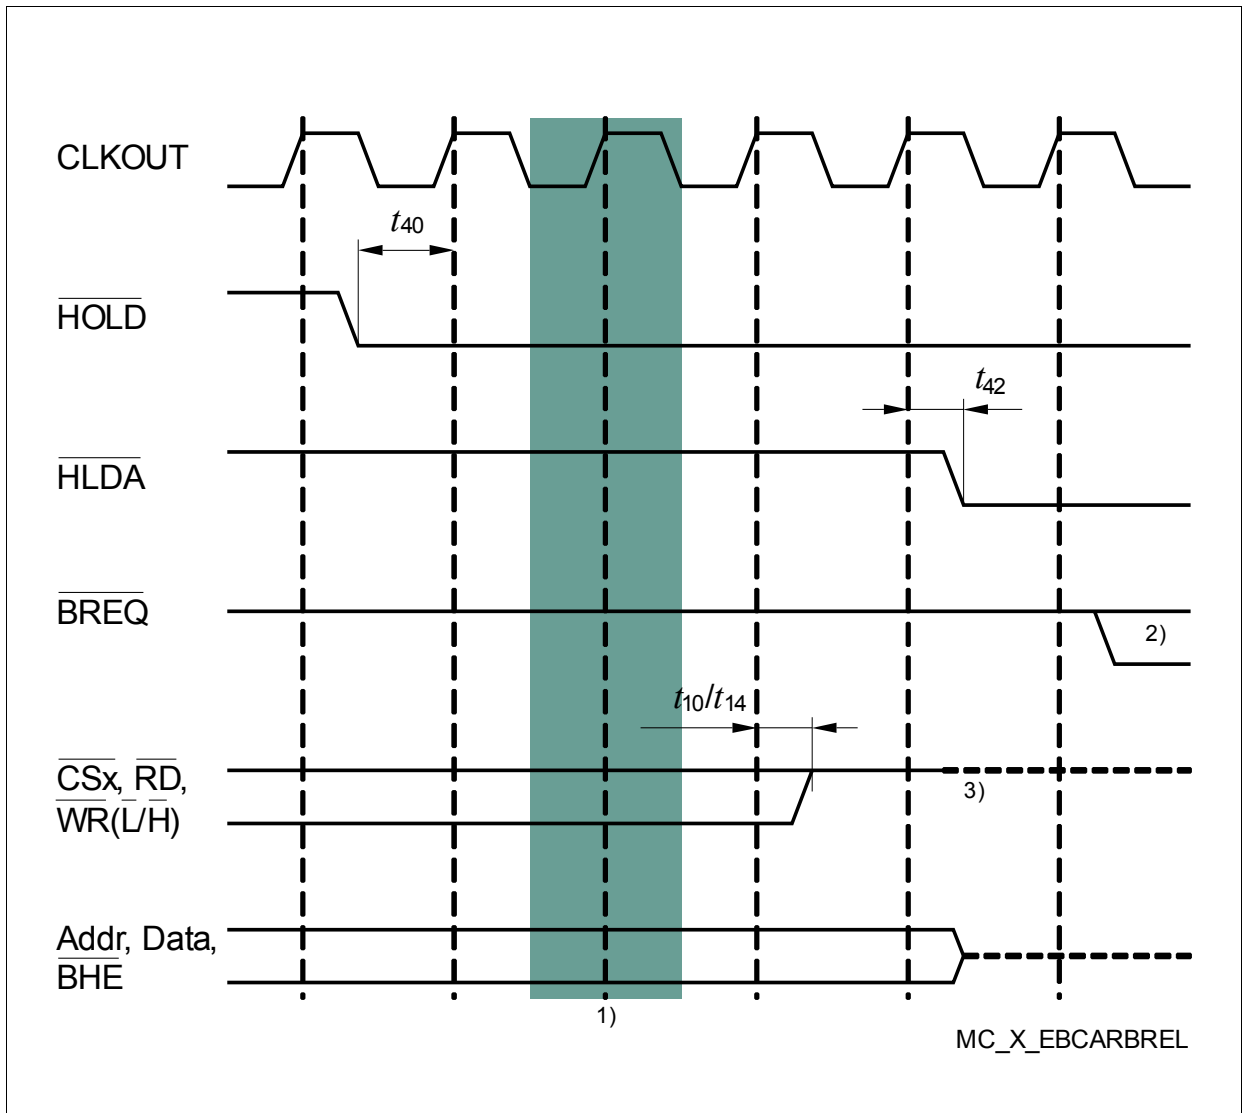 CLKOUT
t40
HOLD
t42
HLDA
BREQ
2)
t10/t14
CSx, RD,
3)
WR(L/H)
Addr, Data,
BHE
1)
MC_X_EBCARBREL